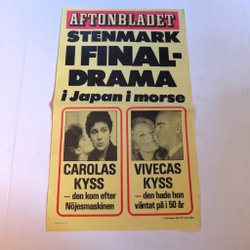 AFTONBLADET
STENMARK
I FINAL-
DRAMA
i Japan i morse
CAROLAS
KYSS
— den kom efter
Nöjesmaskinen
VIVECAS
KYSS
— den hade hon
väntat på i 50 år